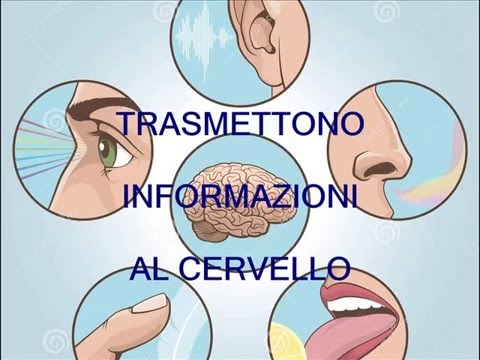 TRASMETTONO
INFORMAZIONI
AL CERVELLO